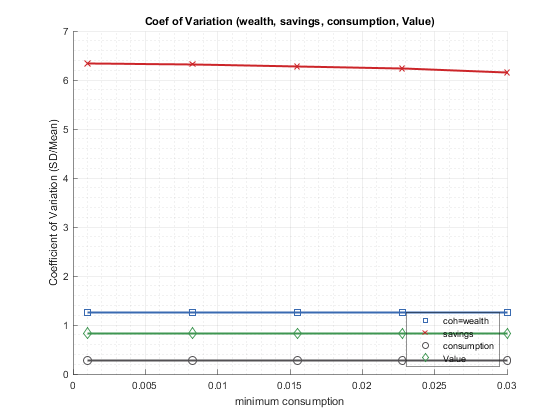 Coef of Variation (wealth, savings, consumption, Value)
Coefficient of Variation (SD/Mean)
7
6
5
4
3
2
1
0
0 0.005 0.01 0.015 0.02 0.025 0.03
minimum consumption
coh=wealth
savings
consumption
Value